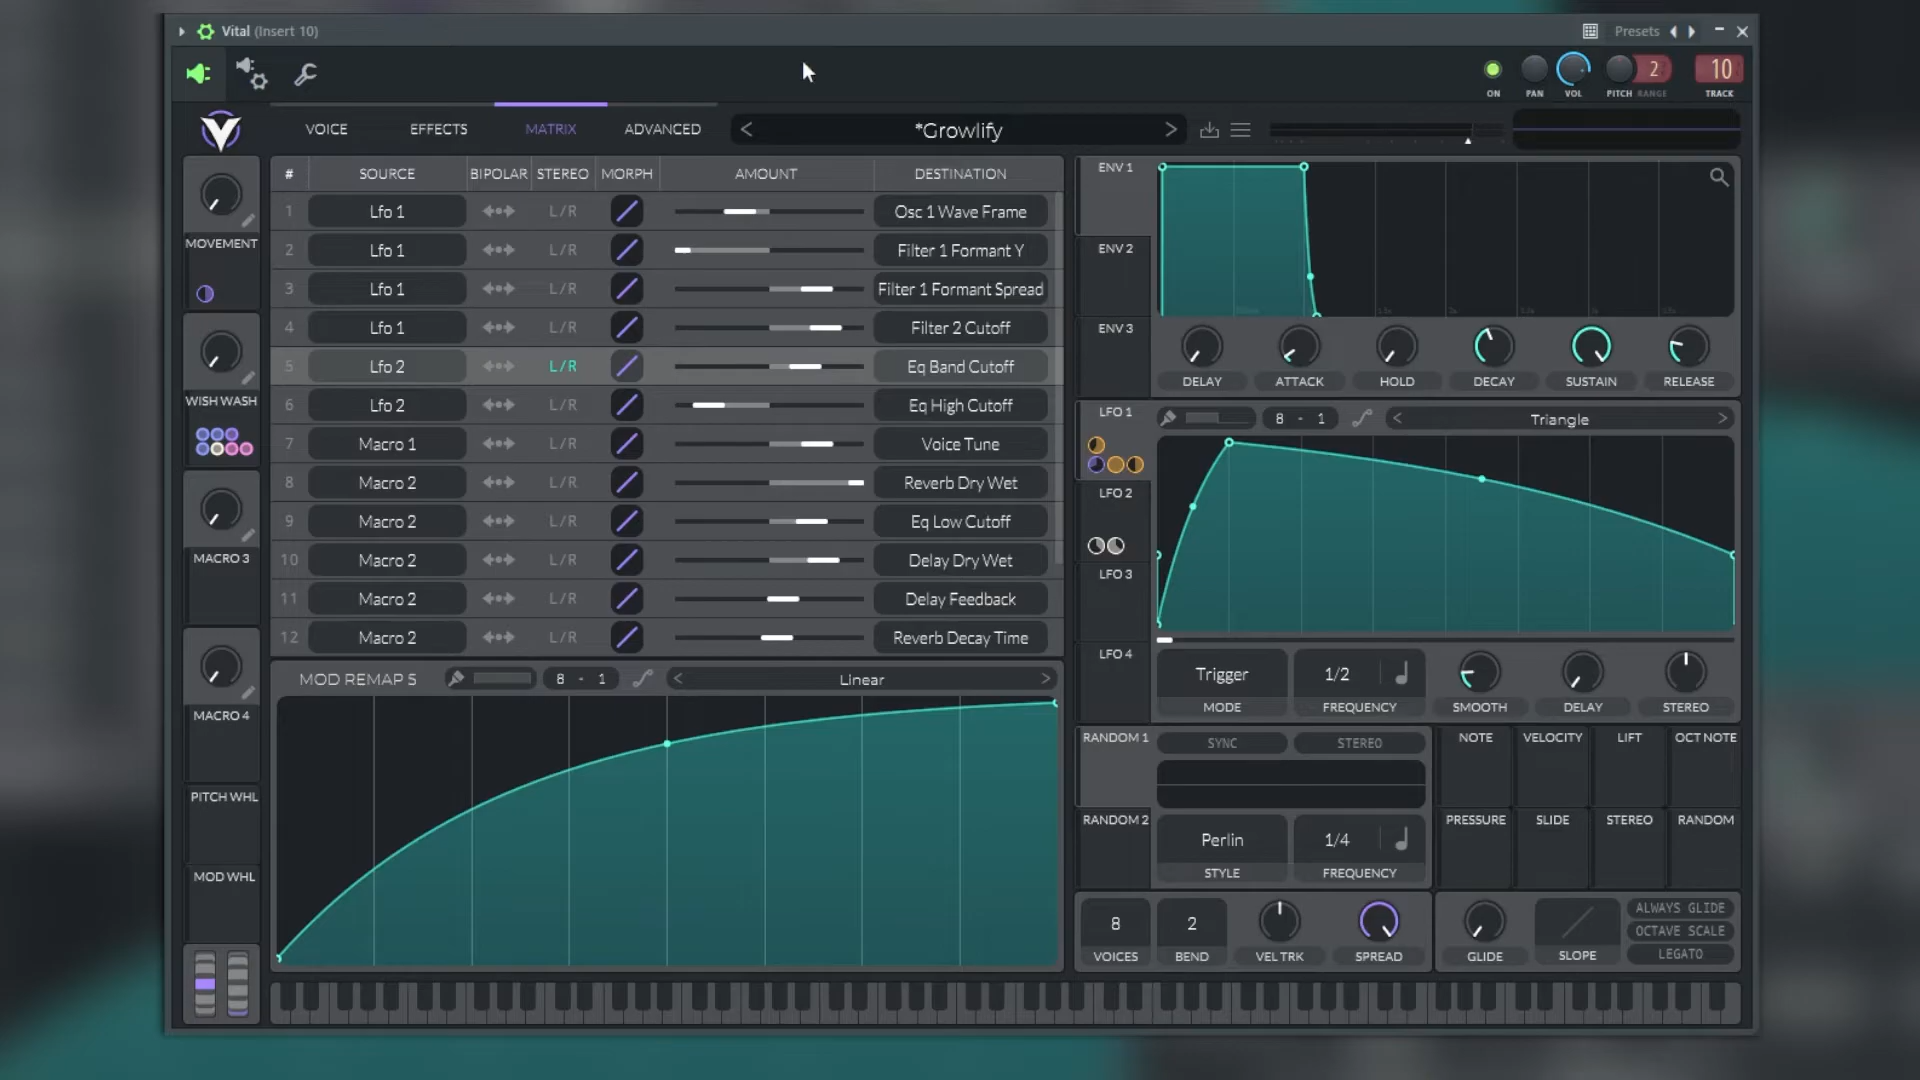 Vital (Insert 10)
Presets
ON PAN VOL PITCH RANGE 2 10 TRACK
VOICE EFFECTS MATRIX ADVANCED
*Growlify
# SOURCE BIPOLAR STEREO MORPH AMOUNT DESTINATION
1 Lfo 1 L/R Osc 1 Wave Frame
2 Lfo 1 L/R Filter 1 Formant Y
3 Lfo 1 L/R Filter 1 Formant Spread
4 Lfo 1 L/R Filter 2 Cutoff
5 Lfo 2 L/R Eq Band Cutoff
6 Lfo 2 L/R Eq High Cutoff
7 Macro 1 L/R Voice Tune
8 Macro 2 L/R Reverb Dry Wet
9 Macro 2 L/R Eq Low Cutoff
10 Macro 2 L/R Delay Dry Wet
11 Macro 2 L/R Delay Feedback
12 Macro 2 L/R Reverb Decay Time
MOVEMENT
WISH WASH
MACRO 3
MACRO 4
PITCH WHL
MOD WHL
MOD REMAP 5 8 - 1 Linear
ENV 1
ENV 2
ENV 3
DELAY ATTACK HOLD DECAY SUSTAIN RELEASE
LFO 1 8 - 1 Triangle
LFO 2
LFO 3
LFO 4
Trigger 1/2
MODE FREQUENCY SMOOTH DELAY STEREO
RANDOM 1 SYNC STEREO
RANDOM 2 Perlin 1/4
STYLE FREQUENCY
NOTE VELOCITY LIFT OCT NOTE
PRESSURE SLIDE STEREO RANDOM
8 2
VOICES BEND VEL TRK SPREAD GLIDE SLOPE
ALWAYS GLIDE
OCTAVE SCALE
LEGATO